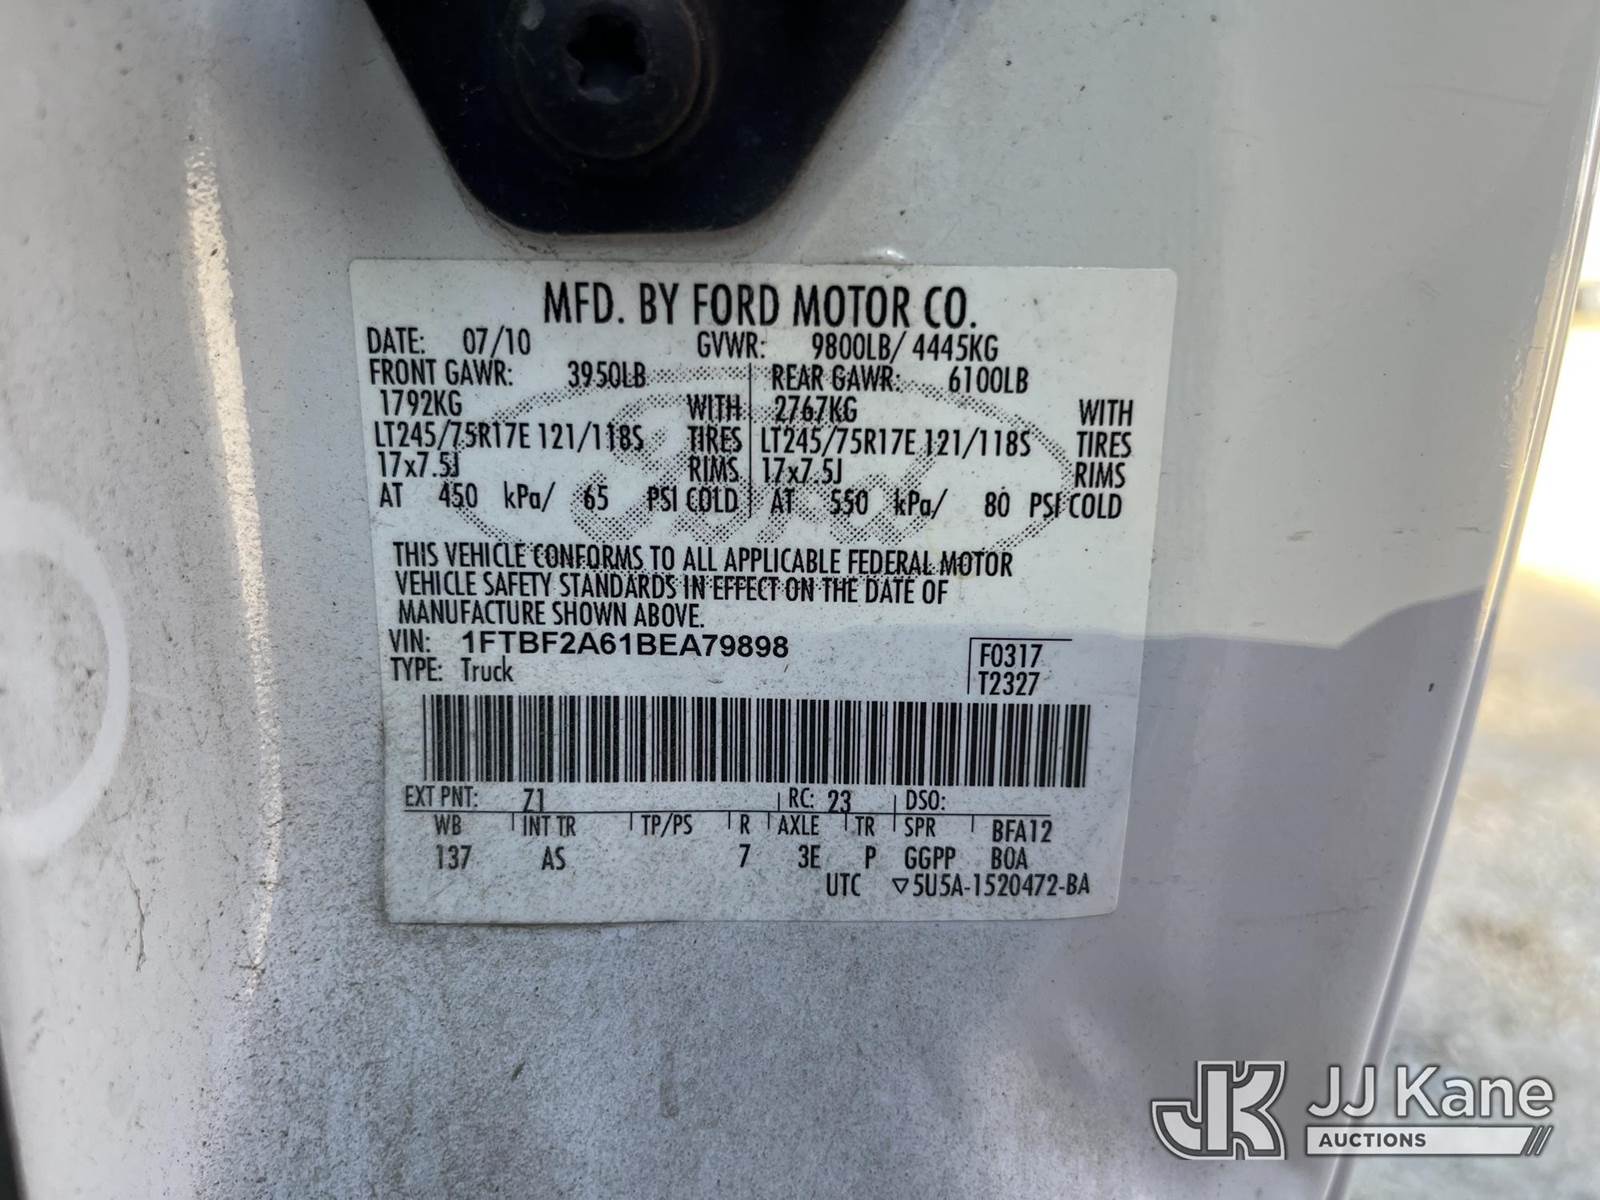 MFD. BY FORD MOTOR CO.
DATE: 07/10 GVWR: 9800LB/ 4445KG
FRONT GAWR: 3950LB REAR GAWR: 6100LB
1792KG WITH 2767KG WITH
LT245/75R17E 121/118S TIRES LT245/75R17E 121/118S TIRES
17x7.5J RIMS 17x7.5J RIMS
AT 450 kPa/ 65 PSI COLD AT 550 kPa/ 80 PSI COLD
THIS VEHICLE CONFORMS TO ALL APPLICABLE FEDERAL MOTOR
VEHICLE SAFETY STANDARDS IN EFFECT ON THE DATE OF
MANUFACTURE SHOWN ABOVE.
VIN: 1FTBF2A61BEA79898 F0317
TYPE: Truck T2327
EXT PNT: Z1 RC: 23 DSO:
WB INT TR TP/PS R AXLE TR SPR BFA12
137 AS 7 3E P GGPP BOA
UTC ▽5U5A-1520472-BA
Ford
JK JJ Kane
AUCTIONS